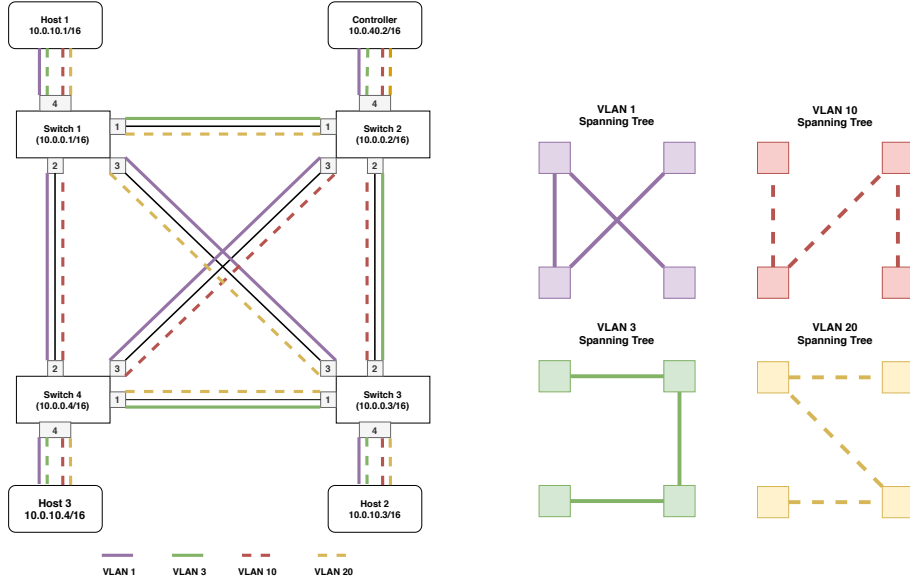 Host 1
10.0.10.1/16
Controller
10.0.40.2/16
4
4
Switch 1
(10.0.0.1/16)
1
1
Switch 2
(10.0.0.2/16)
2
3
3
2
2
3
3
2
Switch 4
(10.0.0.4/16)
1
1
Switch 3
(10.0.0.3/16)
4
4
Host 3
10.0.10.4/16
Host 2
10.0.10.3/16
VLAN 1
VLAN 3
VLAN 10
VLAN 20
VLAN 1
Spanning Tree
VLAN 10
Spanning Tree
VLAN 3
Spanning Tree
VLAN 20
Spanning Tree